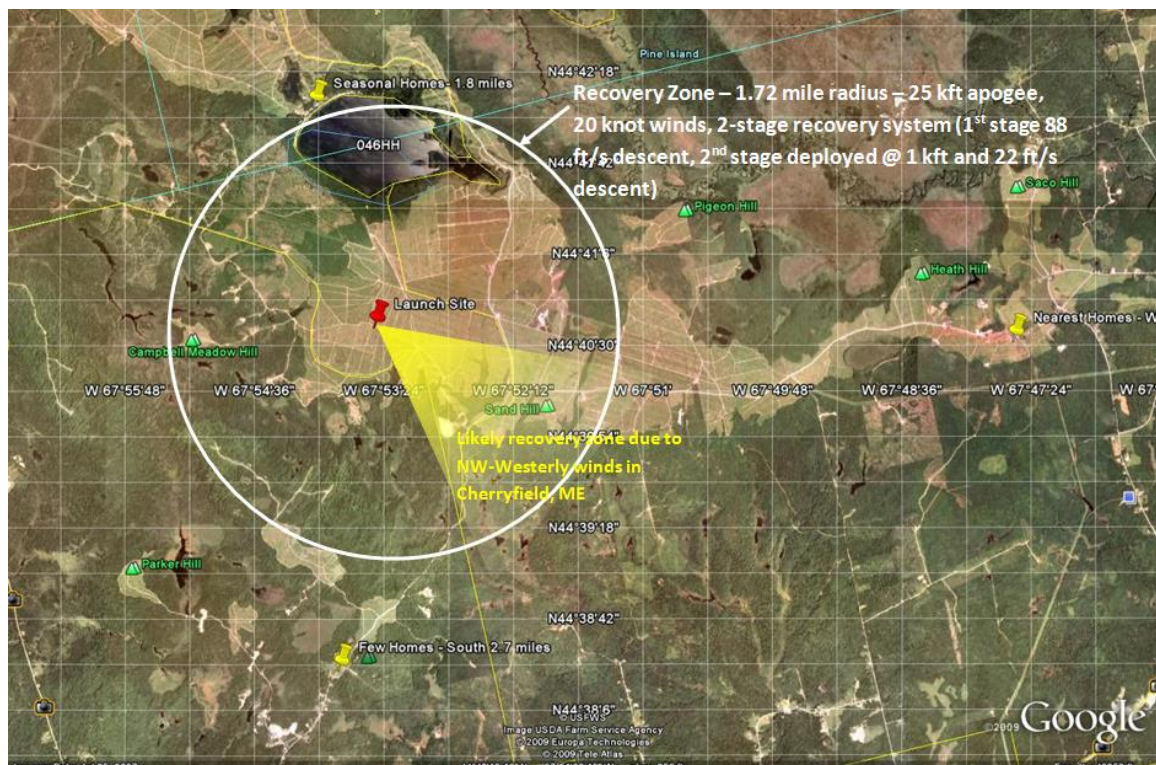 Pine Island
N44°42'18"
Seasonal Homes- 1.8 miles
Recovery Zone – 1.72 mile radius – 25 kft apogee,
20 knot winds, 2-stage recovery system (1st stage 88
ft/s descent, 2nd stage deployed @ 1 kft and 22 ft/s
descent)
046HH
Saco Hill
Pigeon Hill
N44°41'6"
Heath Hill
Launch Site
Nearest Homes - W
N44°40'30"
Campbell Meadow Hill
W 67°55'48"
W 67°54'36"
W 67°53'24"
W 67°52'12"
W 67°51'
W 67°49'48"
W 67°48'36"
W 67°47'24"
Sand Hill
Likely recovery zone due to
NW-Westerly winds in
Cherryfield, ME
N44°39'18"
Parker Hill
N44°38'42"
Few Homes - South 2.7 miles
N44°38'6"
© USFWS
Image USDA Farm Service Agency
© 2009 Europa Technologies
© 2009 Tele Atlas
©2009 Google